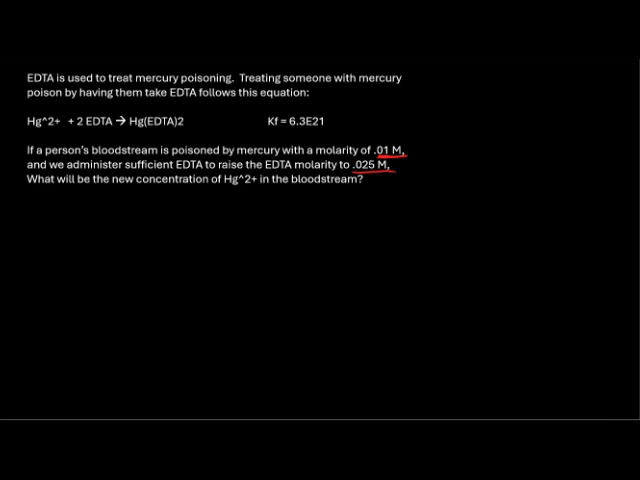 EDTA is used to treat mercury poisoning. Treating someone with mercury
poison by having them take EDTA follows this equation:
Hg^2+ + 2 EDTA → Hg(EDTA)2 Kf = 6.3E21
If a person's bloodstream is poisoned by mercury with a molarity of .01 M,
and we administer sufficient EDTA to raise the EDTA molarity to .025 M,
What will be the new concentration of Hg^2+ in the bloodstream?